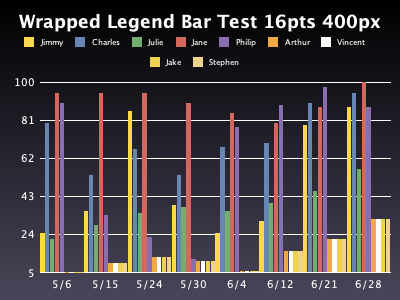 Wrapped Legend Bar Test 16pts 400px
Jimmy Charles Julie Jane Philip Arthur Vincent
Jake Stephen
100
81
62
43
24
5
5/6 5/15 5/24 5/30 6/4 6/12 6/21 6/28